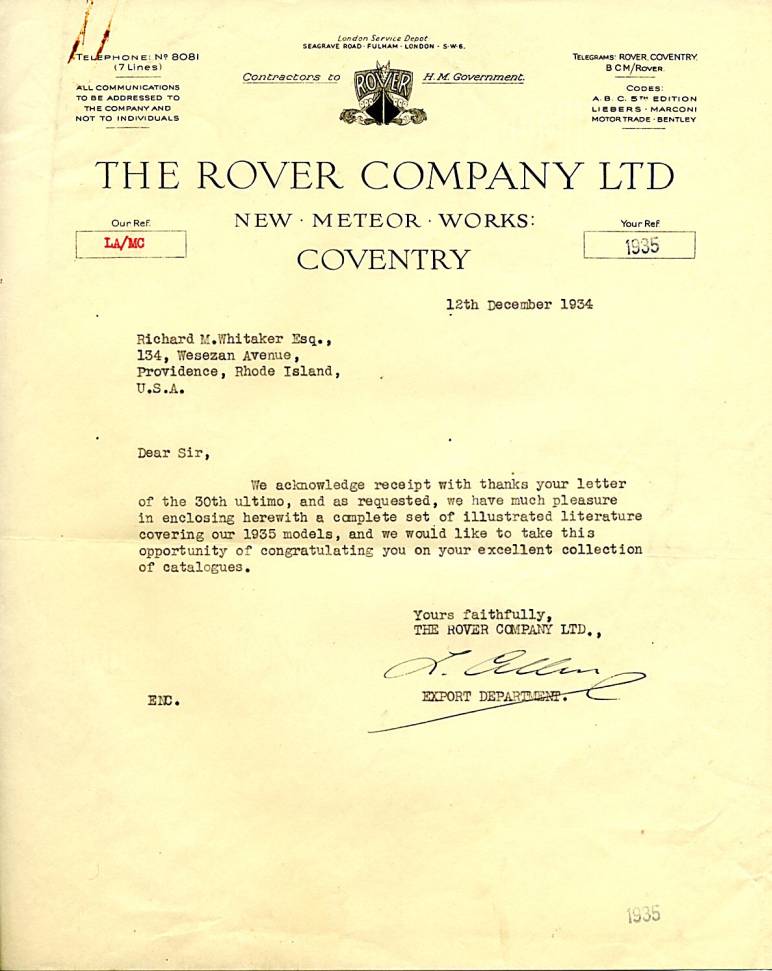 London Service Depot
SEAGRAVE ROAD · FULHAM · LONDON · S·W·6.
TELEPHONE: Nº 8081
(7 Lines)
ALL COMMUNICATIONS
TO BE ADDRESSED TO
THE COMPANY AND
NOT TO INDIVIDUALS
Contractors to
ROVER
H.M. Government.
TELEGRAMS: ROVER, COVENTRY.
BCM/ROVER.
CODES:
A.B.C. 5TH EDITION
LIEBERS · MARCONI
MOTOR TRADE · BENTLEY
THE ROVER COMPANY LTD
NEW · METEOR · WORKS:
COVENTRY
Our Ref.
LA/MC
Your Ref.
1935
12th December 1934
Richard M.Whitaker Esq.,
134, Wesezan Avenue,
Providence, Rhode Island,
U.S.A.
Dear Sir,
We acknowledge receipt with thanks your letter
of the 30th ultimo, and as requested, we have much pleasure
in enclosing herewith a complete set of illustrated literature
covering our 1935 models, and we would like to take this
opportunity of congratulating you on your excellent collection
of catalogues.
Yours faithfully,
THE ROVER COMPANY LTD.,
EXPORT DEPARTMENT.
ENC.
1935